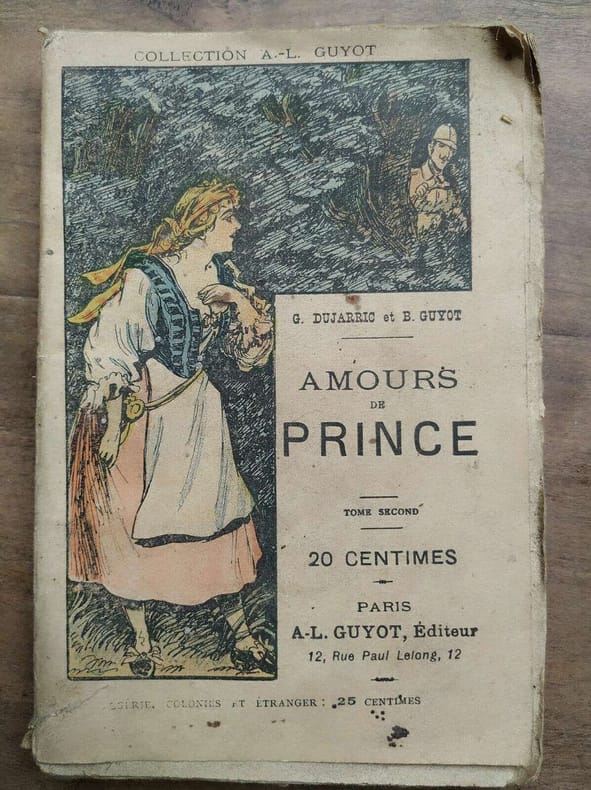 COLLECTION A.-L. GUYOT
G. DUJARRIC et B. GUYOT
AMOURS
DE
PRINCE
TOME SECOND
20 CENTIMES
PARIS
A-L. GUYOT, Éditeur
12, Rue Paul Lelong, 12
COLONIES ET ÉTRANGER : 25 CENTIMES